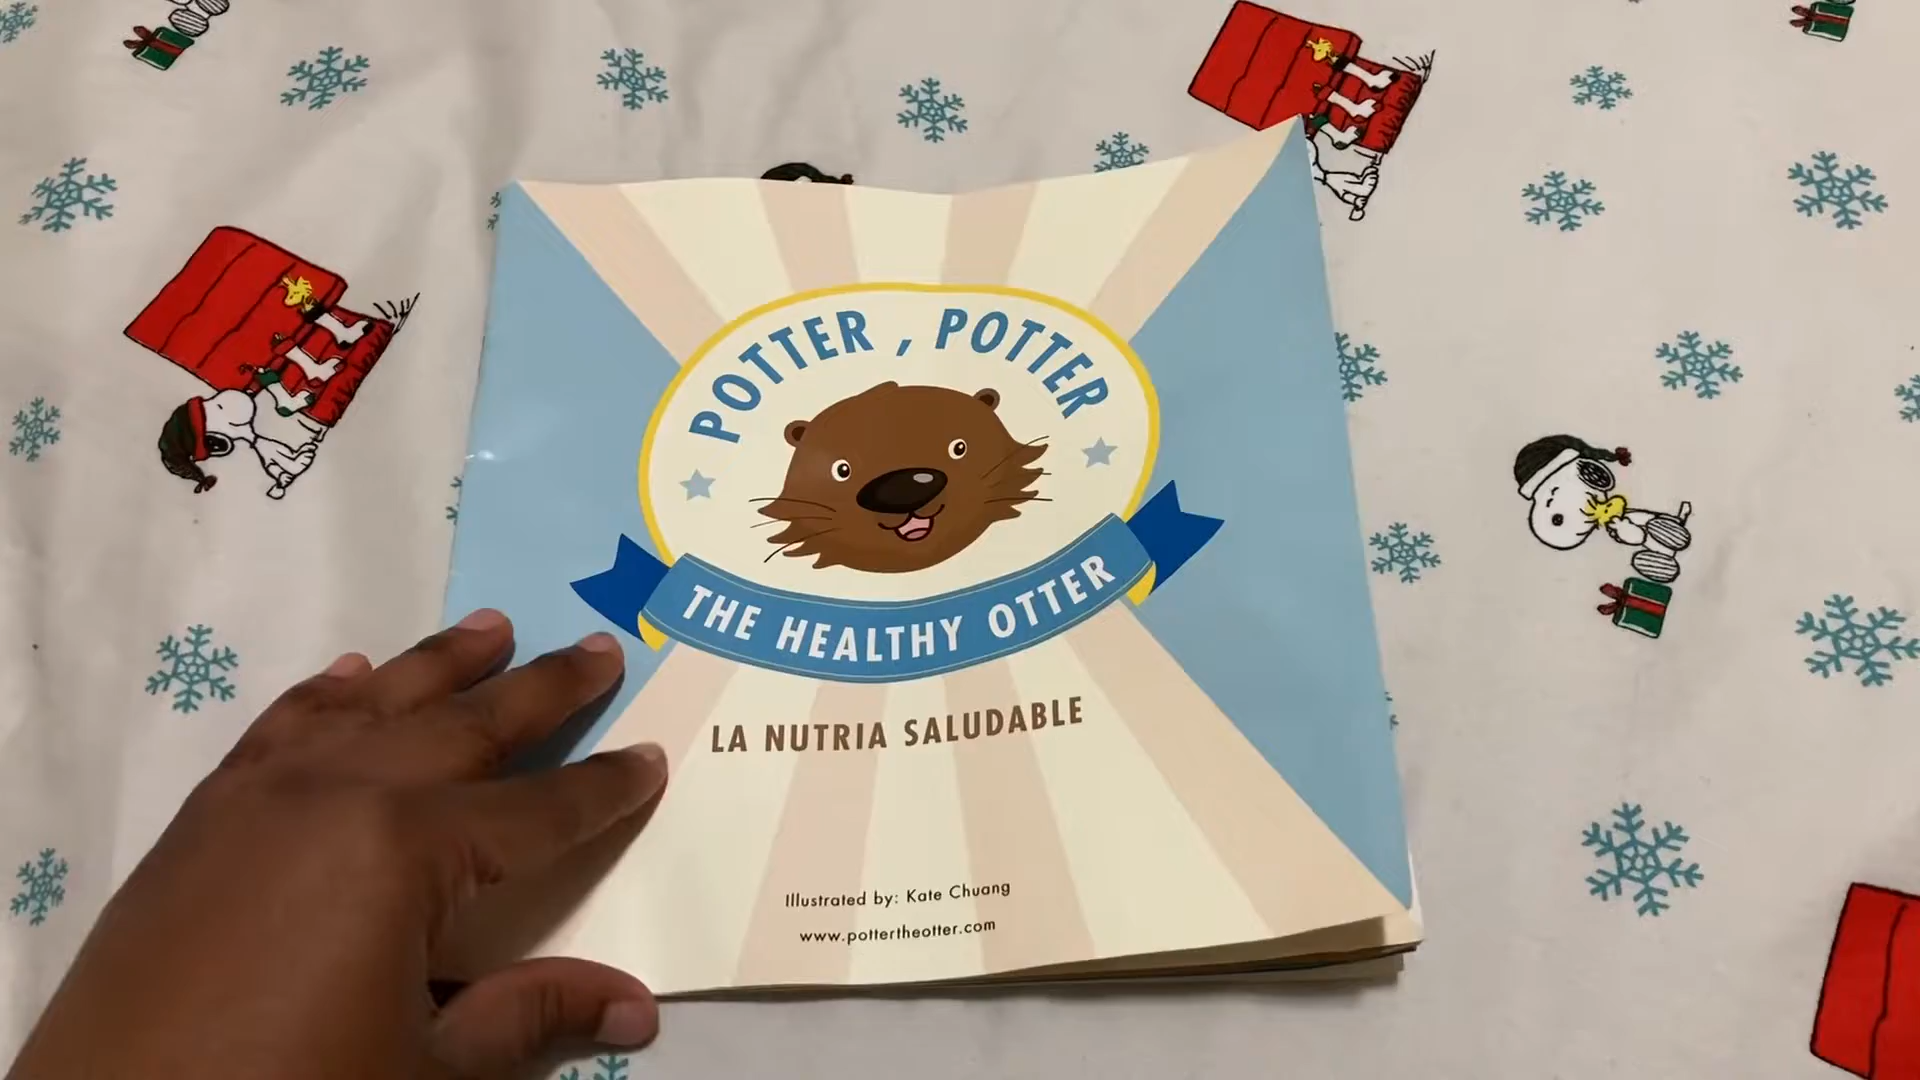 POTTER, POTTER
THE HEALTHY OTTER
LA NUTRIA SALUDABLE
Illustrated by: Kate Chuang
www.pottertheotter.com